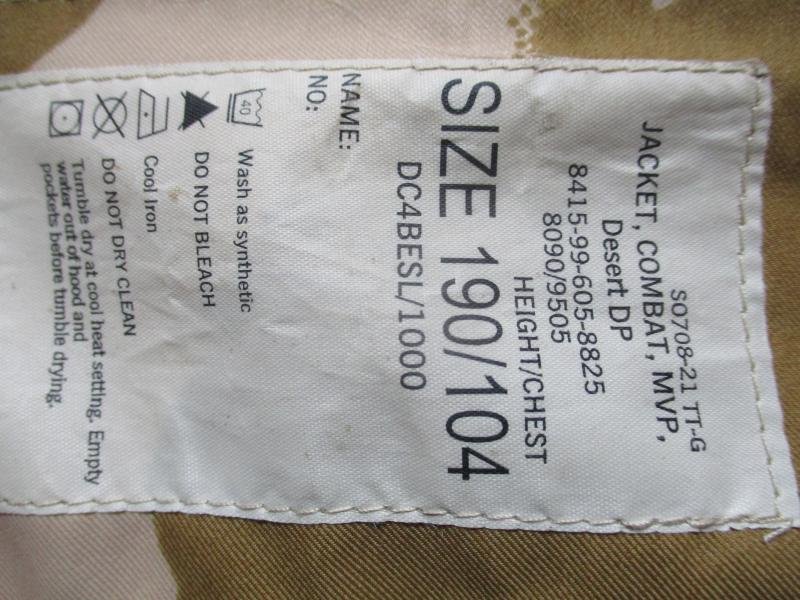 SO708-21 TT-G
JACKET, COMBAT, MVP,
Desert DP
8415-99-605-8825
8090/9505
HEIGHT/CHEST
SIZE 190/104
DC4BESL/1000
NAME:
NO:
40 Wash as synthetic
DO NOT BLEACH
Cool Iron
DO NOT DRY CLEAN
Tumble dry at cool heat setting. Empty
water out of hood and
pockets before tumble drying.